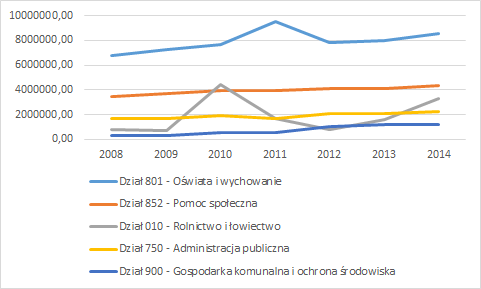 10000000,00
8000000,00
6000000,00
4000000,00
2000000,00
0,00
2008 2009 2010 2011 2012 2013 2014
Dział 801 - Oświata i wychowanie
Dział 852 - Pomoc społeczna
Dział 010 - Rolnictwo i łowiectwo
Dział 750 - Administracja publiczna
Dział 900 - Gospodarka komunalna i ochrona środowiska